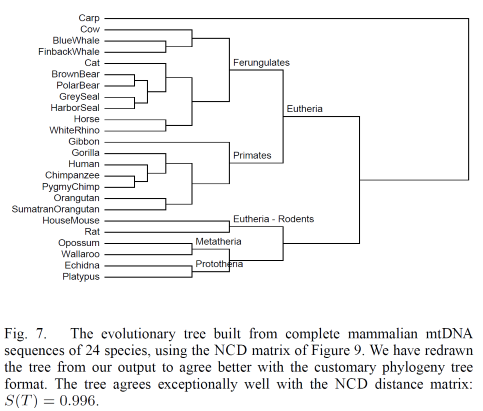 Carp
Cow
BlueWhale
FinbackWhale
Ferungulates
Cat
BrownBear
PolarBear
GreySeal
HarborSeal
Eutheria
Horse
WhiteRhino
Gibbon
Gorilla
Primates
Human
Chimpanzee
PygmyChimp
Orangutan
SumatranOrangutan
HouseMouse
Eutheria - Rodents
Rat
Opossum
Metatheria
Wallaroo
Echidna
Prototheria
Platypus
Fig. 7. The evolutionary tree built from complete mammalian mtDNA
sequences of 24 species, using the NCD matrix of Figure 9. We have redrawn
the tree from our output to agree better with the customary phylogeny tree
format. The tree agrees exceptionally well with the NCD distance matrix:
S(T) = 0.996.